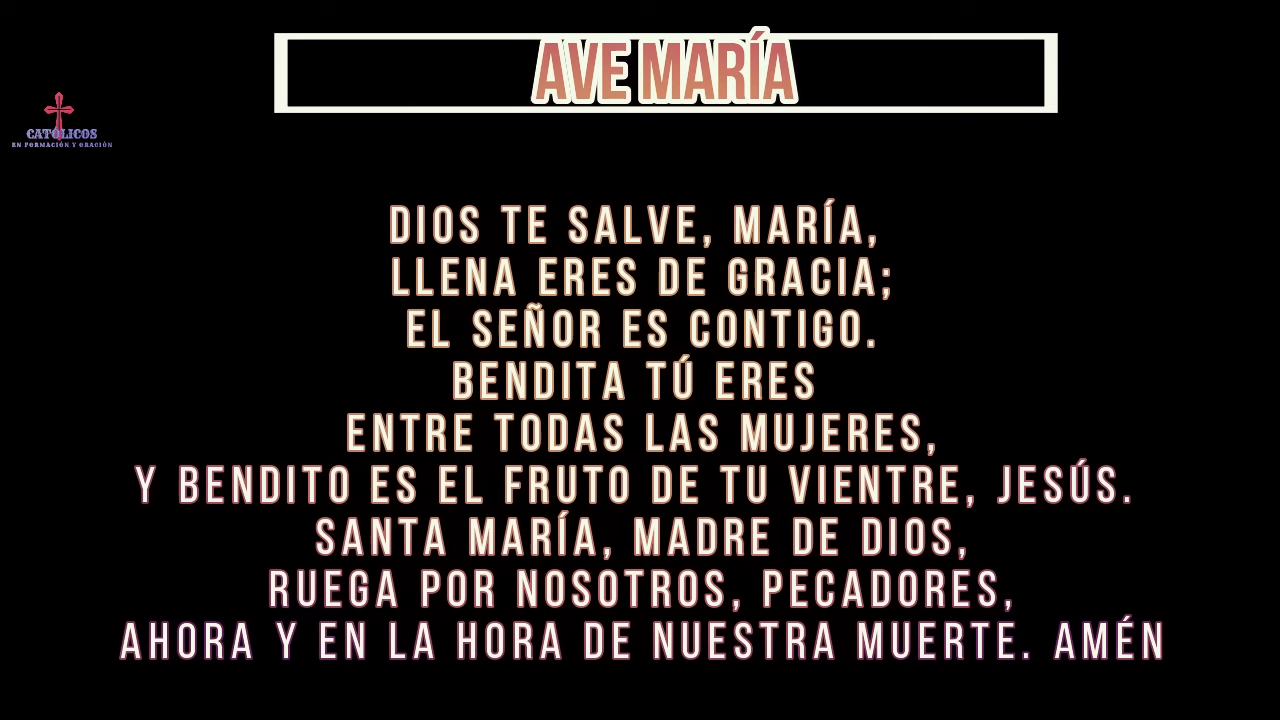 AVE MARÍA
CATÓLICOS
EN FORMACIÓN Y ORACIÓN
DIOS TE SALVE, MARÍA,
LLENA ERES DE GRACIA;
EL SEÑOR ES CONTIGO.
BENDITA TÚ ERES
ENTRE TODAS LAS MUJERES,
Y BENDITO ES EL FRUTO DE TU VIENTRE, JESÚS.
SANTA MARÍA, MADRE DE DIOS,
RUEGA POR NOSOTROS, PECADORES,
AHORA Y EN LA HORA DE NUESTRA MUERTE. AMÉN